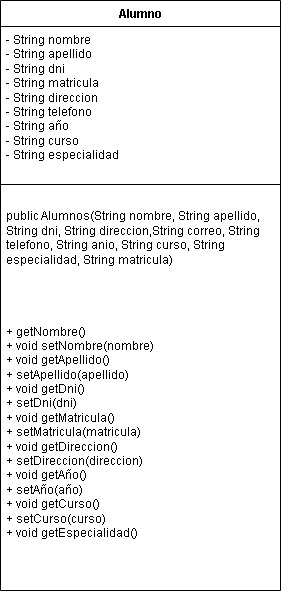 Alumno
- String nombre
- String apellido
- String dni
- String matricula
- String direccion
- String telefono
- String año
- String curso
- String especialidad
public Alumnos(String nombre, String apellido,
String dni, String direccion,String correo, String
telefono, String anio, String curso, String
especialidad, String matricula)
+ getNombre()
+ void setNombre(nombre)
+ void getApellido()
+ setApellido(apellido)
+ void getDni()
+ setDni(dni)
+ void getMatricula()
+ setMatricula(matricula)
+ void getDireccion()
+ setDireccion(direccion)
+ void getAño()
+ setAño(año)
+ void getCurso()
+ setCurso(curso)
+ void getEspecialidad()